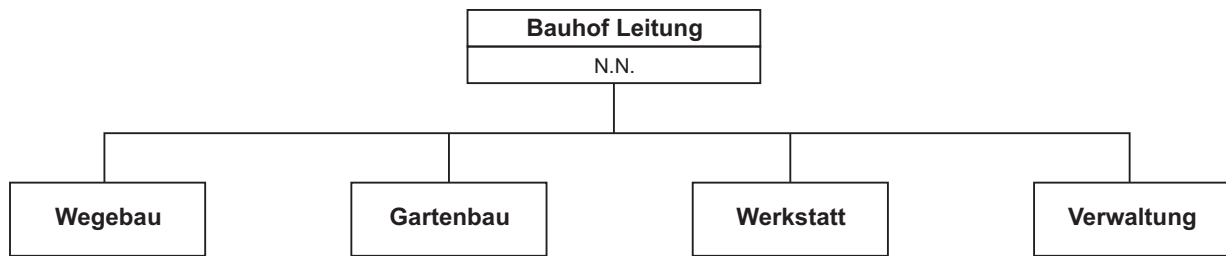 Bauhof Leitung
N.N.
Wegebau
Gartenbau
Werkstatt
Verwaltung